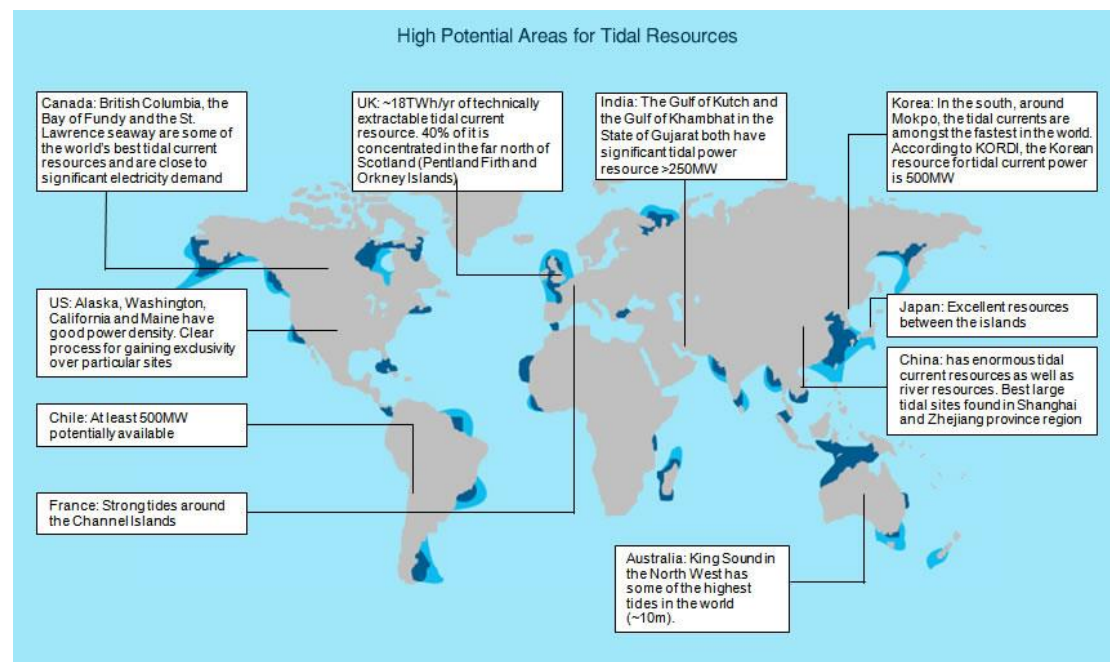 High Potential Areas for Tidal Resources
Canada: British Columbia, the
Bay of Fundy and the St.
Lawrence seaway are some of
the world's best tidal current
resources and are close to
significant electricity demand
UK: ~18TWh/yr of technically
extractable tidal current
resource. 40% of it is
concentrated in the far north of
Scotland (Pentland Firth and
Orkney Islands)
India: The Gulf of Kutch and
the Gulf of Khambhat in the
State of Gujarat both have
significant tidal power
resource >250MW
Korea: In the south, around
Mokpo, the tidal currents are
amongst the fastest in the world.
According to KORDI, the Korean
resource for tidal current power
is 500MW
US: Alaska, Washington,
California and Maine have
good power density. Clear
process for gaining exclusivity
over particular sites
Japan: Excellent resources
between the islands
China: has enormous tidal
current resources as well as
river resources. Best large
tidal sites found in Shanghai
and Zhejiang province region
Chile: At least 500MW
potentially available
France: Strong tides around
the Channel Islands
Australia: King Sound in
the North West has
some of the highest
tides in the world
(~10m).